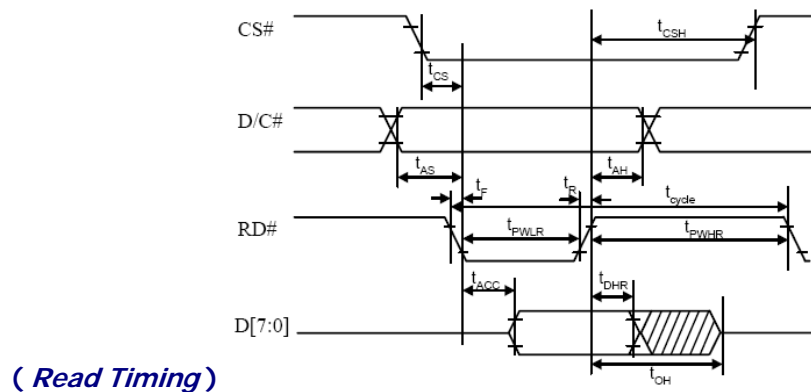 CS#
tCSH
tCS
D/C#
tAS
tF
tR
tAH
tcycle
RD#
tPWLR
tPWHR
tACC
tDHR
D[7:0]
tOH
( Read Timing )